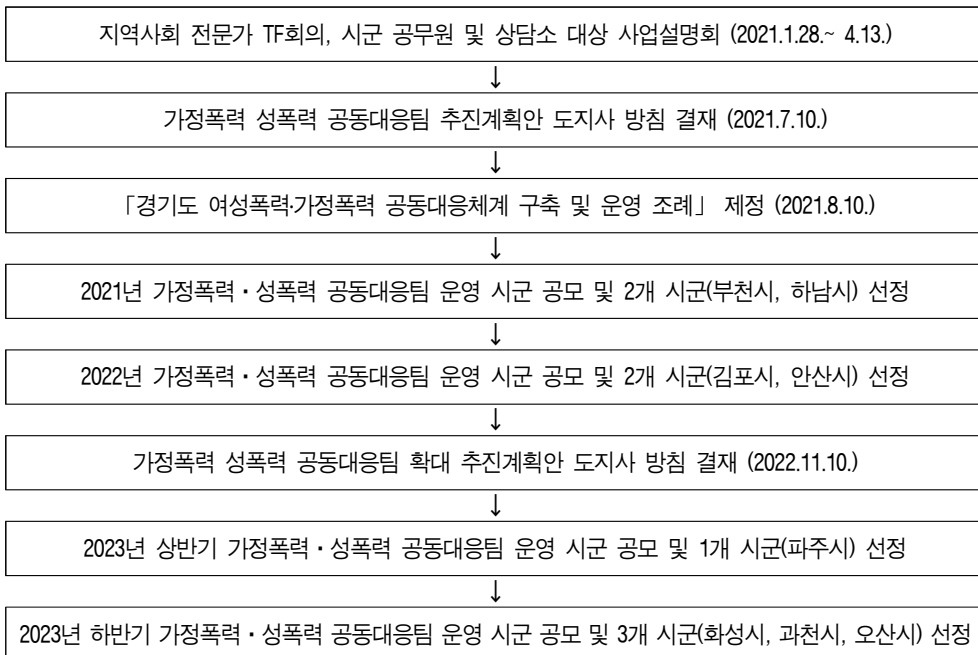 지역사회 전문가 TF회의, 시군 공무원 및 상담소 대상 사업설명회 (2021.1.28.~ 4.13.)
↓
가정폭력 성폭력 공동대응팀 추진계획안 도지사 방침 결재 (2021.7.10.)
↓
「경기도 여성폭력·가정폭력 공동대응체계 구축 및 운영 조례」 제정 (2021.8.10.)
↓
2021년 가정폭력·성폭력 공동대응팀 운영 시군 공모 및 2개 시군(부천시, 하남시) 선정
↓
2022년 가정폭력·성폭력 공동대응팀 운영 시군 공모 및 2개 시군(김포시, 안산시) 선정
↓
가정폭력 성폭력 공동대응팀 확대 추진계획안 도지사 방침 결재 (2022.11.10.)
↓
2023년 상반기 가정폭력·성폭력 공동대응팀 운영 시군 공모 및 1개 시군(파주시) 선정
↓
2023년 하반기 가정폭력·성폭력 공동대응팀 운영 시군 공모 및 3개 시군(화성시, 과천시, 오산시) 선정